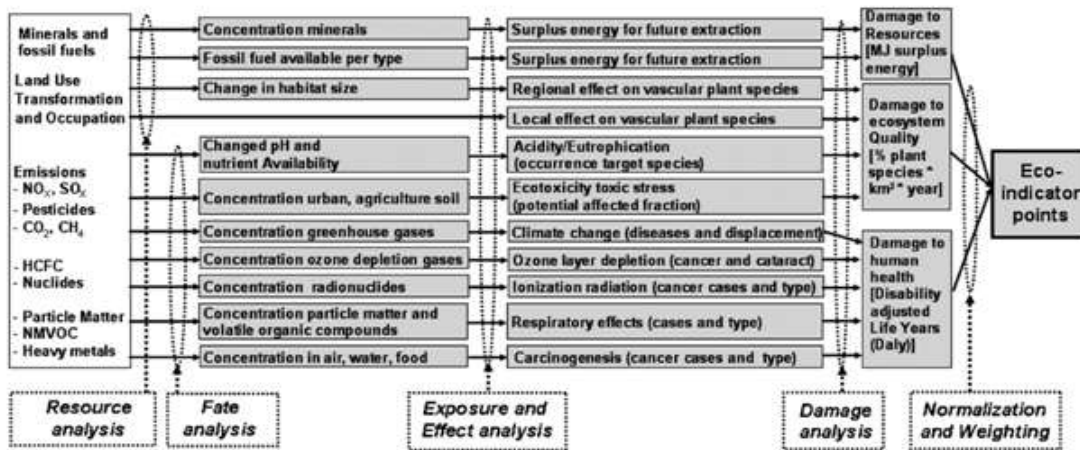 Minerals and
fossil fuels
Land Use
Transformation
and Occupation
Emissions
- NOX, SOX
- Pesticides
- CO2, CH4
- HCFC
- Nuclides
- Particle Matter
- NMVOC
- Heavy metals
Concentration minerals
Fossil fuel available per type
Change in habitat size
Changed pH and
nutrient Availability
Concentration urban, agriculture soil
Concentration greenhouse gases
Concentration ozone depletion gases
Concentration radionuclides
Concentration particle matter and
volatile organic compounds
Concentration in air, water, food
Surplus energy for future extraction
Surplus energy for future extraction
Regional effect on vascular plant species
Local effect on vascular plant species
Acidity/Eutrophication
(occurrence target species)
Ecotoxicity toxic stress
(potential affected fraction)
Climate change (diseases and displacement)
Ozone layer depletion (cancer and cataract)
Ionization radiation (cancer cases and type)
Respiratory effects (cases and type)
Carcinogenesis (cancer cases and type)
Damage to
Resources
[MJ surplus
energy]
Damage to
ecosystem
Quality
[% plant
species *
km² * year]
Damage to
human
health
[Disability
adjusted
Life Years
(Daly)]
Eco-
indicator
points
Resource
analysis
Fate
analysis
Exposure and
Effect analysis
Damage
analysis
Normalization
and Weighting